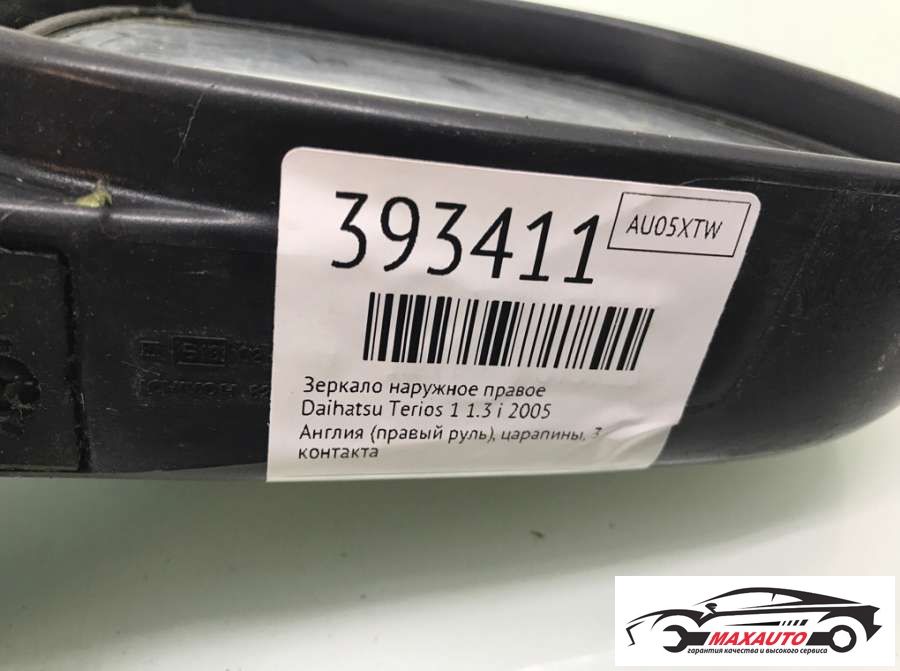 393411
AU05XTW
Зеркало наружное правое
Daihatsu Terios 1 1.3 i 2005
Англия (правый руль), царапины, 3
контакта
MAXAUTO
гарантия качества и высокого сервиса